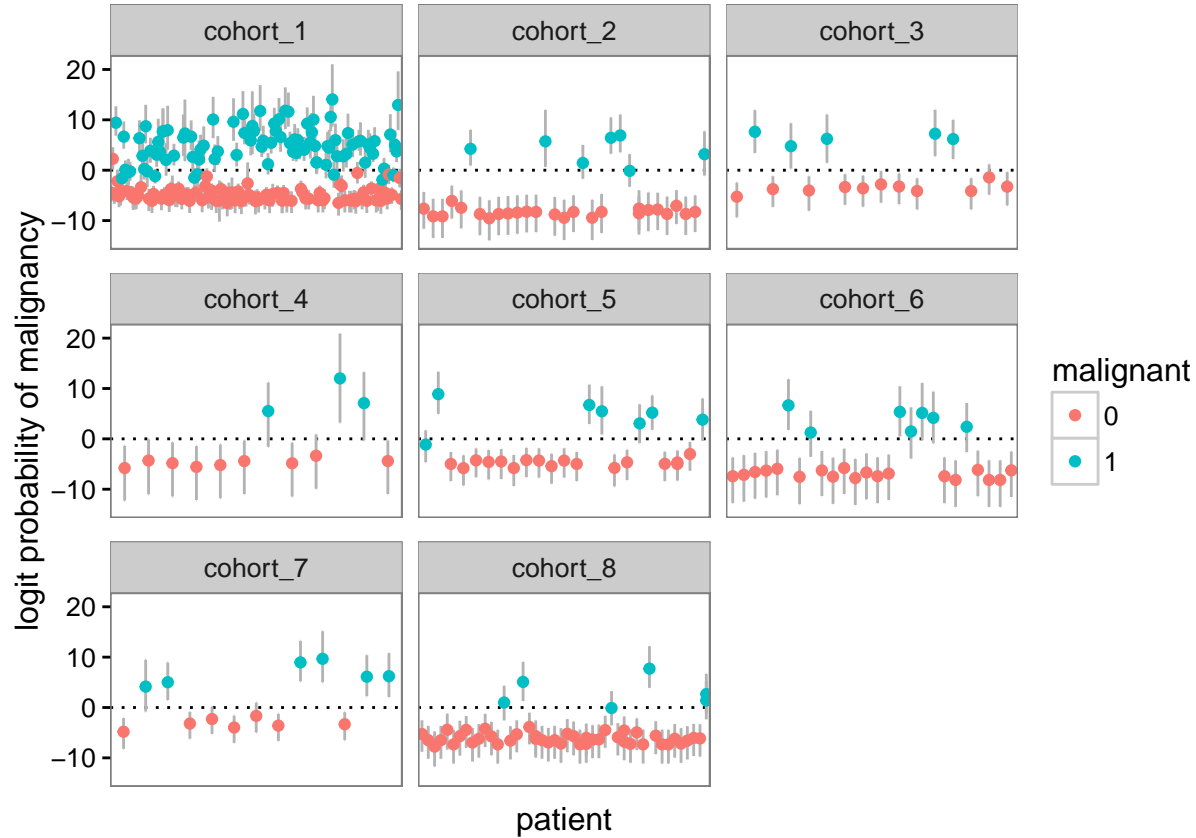 cohort_1
cohort_2
cohort_3
20
10
0
−10
cohort_4
cohort_5
cohort_6
20
10
0
−10
cohort_7
cohort_8
20
10
0
−10
logit probability of malignancy
patient
malignant
0
1